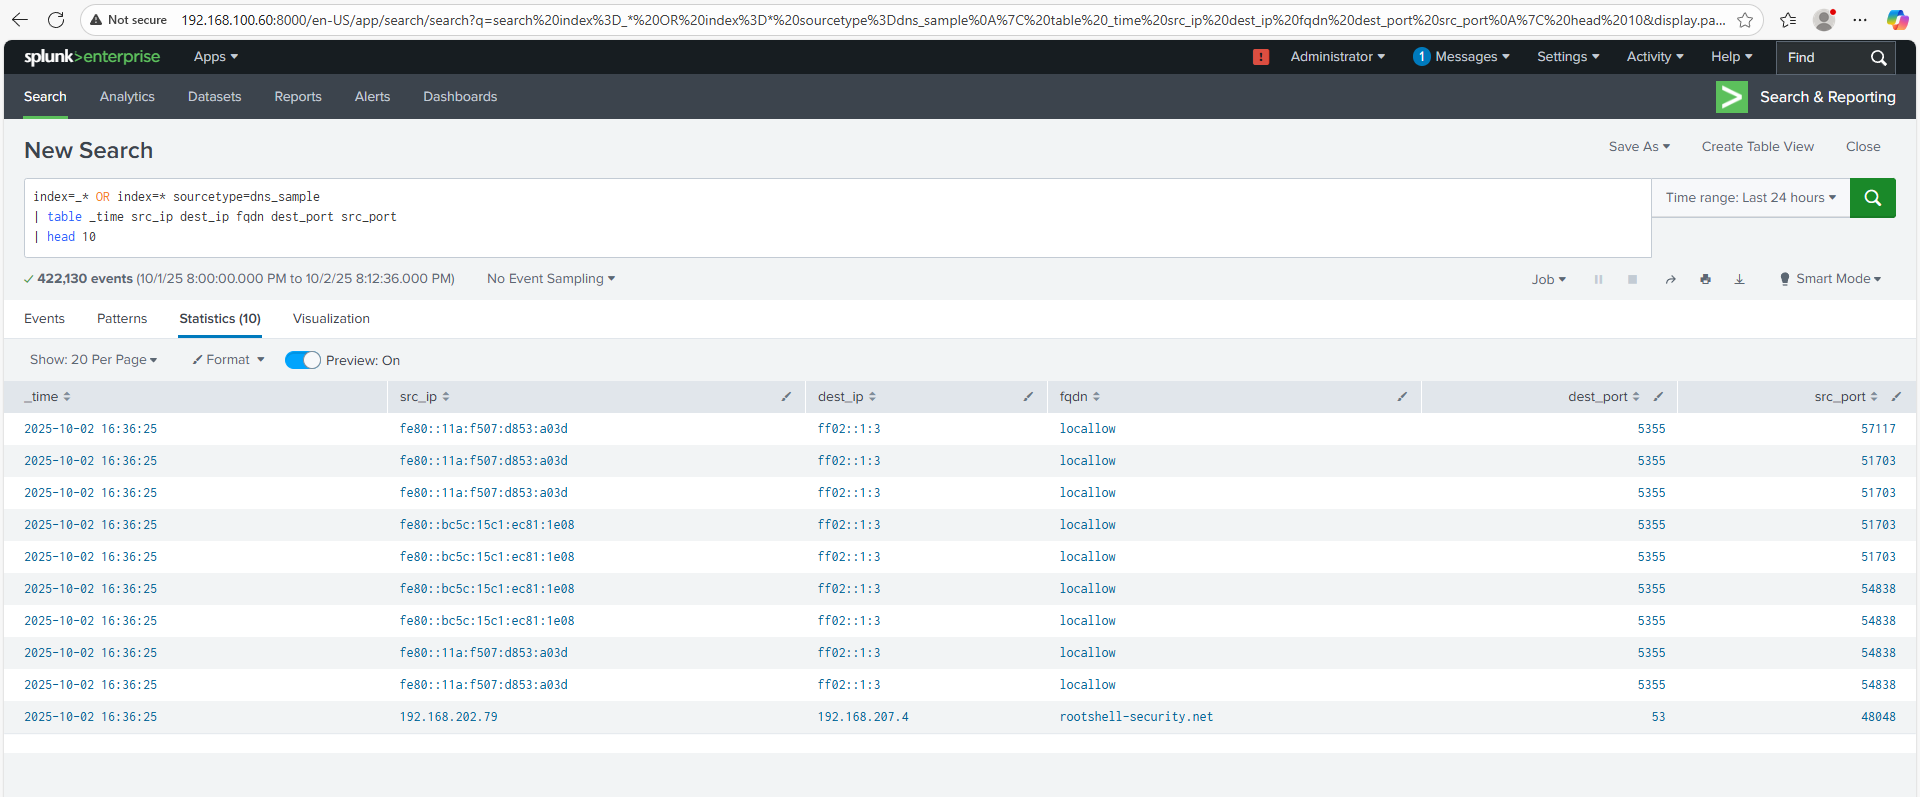 Not secure 192.168.100.60:8000/en-US/app/search/search?q=search%20index%3D_*%20OR%20index%3D*%20sourcetype%3Ddns_sample%0A%7C%20table%20_time%20src_ip%20dest_ip%20fqdn%20dest_port%20src_port%0A%7C%20head%2010&display.pa...
splunk>enterprise Apps ! Administrator 1 Messages Settings Activity Help Find
Search Analytics Datasets Reports Alerts Dashboards > Search & Reporting
New Search Save As Create Table View Close
index=_* OR index=* sourcetype=dns_sample Time range: Last 24 hours
| table _time src_ip dest_ip fqdn dest_port src_port
| head 10
✓ 422,130 events (10/1/25 8:00:00.000 PM to 10/2/25 8:12:36.000 PM) No Event Sampling Job Smart Mode
Events Patterns Statistics (10) Visualization
Show: 20 Per Page Format Preview: On
_time src_ip dest_ip fqdn dest_port src_port
2025-10-02 16:36:25 fe80::11a:f507:d853:a03d ff02::1:3 locallow 5355 57117
2025-10-02 16:36:25 fe80::11a:f507:d853:a03d ff02::1:3 locallow 5355 51703
2025-10-02 16:36:25 fe80::11a:f507:d853:a03d ff02::1:3 locallow 5355 51703
2025-10-02 16:36:25 fe80::bc5c:15c1:ec81:1e08 ff02::1:3 locallow 5355 51703
2025-10-02 16:36:25 fe80::bc5c:15c1:ec81:1e08 ff02::1:3 locallow 5355 51703
2025-10-02 16:36:25 fe80::bc5c:15c1:ec81:1e08 ff02::1:3 locallow 5355 54838
2025-10-02 16:36:25 fe80::bc5c:15c1:ec81:1e08 ff02::1:3 locallow 5355 54838
2025-10-02 16:36:25 fe80::11a:f507:d853:a03d ff02::1:3 locallow 5355 54838
2025-10-02 16:36:25 fe80::11a:f507:d853:a03d ff02::1:3 locallow 5355 54838
2025-10-02 16:36:25 192.168.202.79 192.168.207.4 rootshell-security.net 53 48048